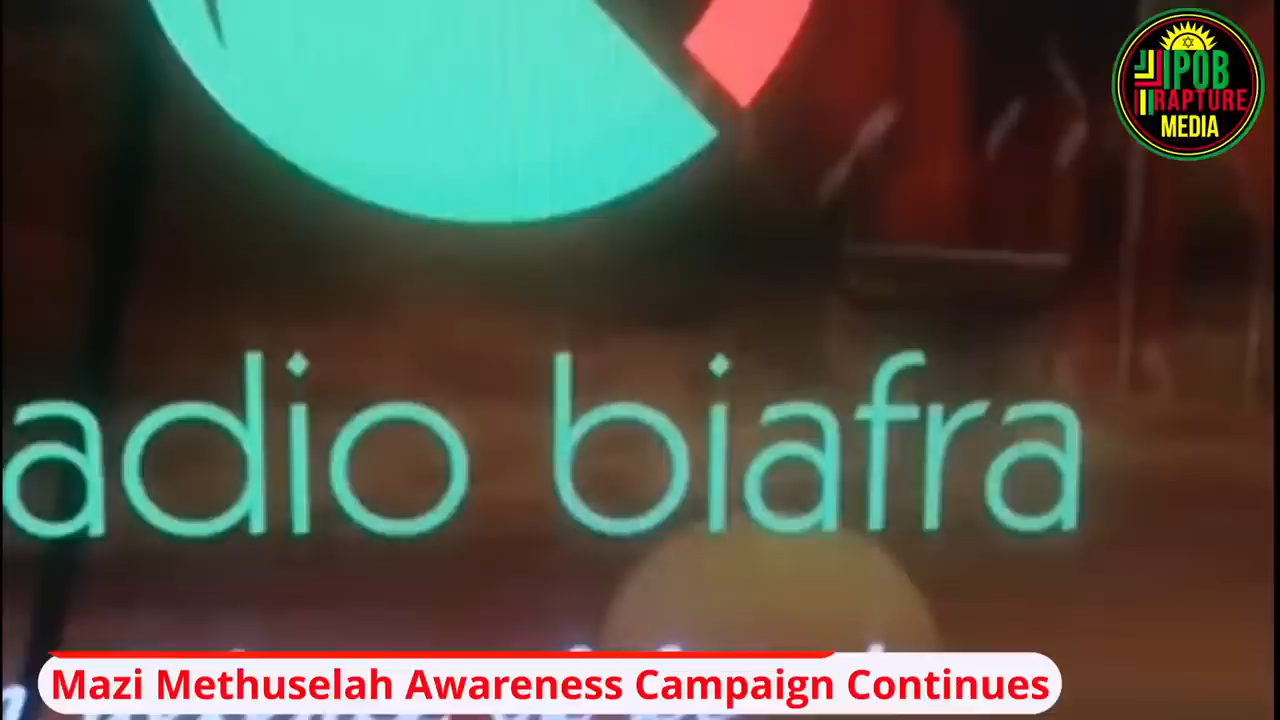 IPOB
RAPTURE
MEDIA
adio biafra
Mazi Methuselah Awareness Campaign Continues